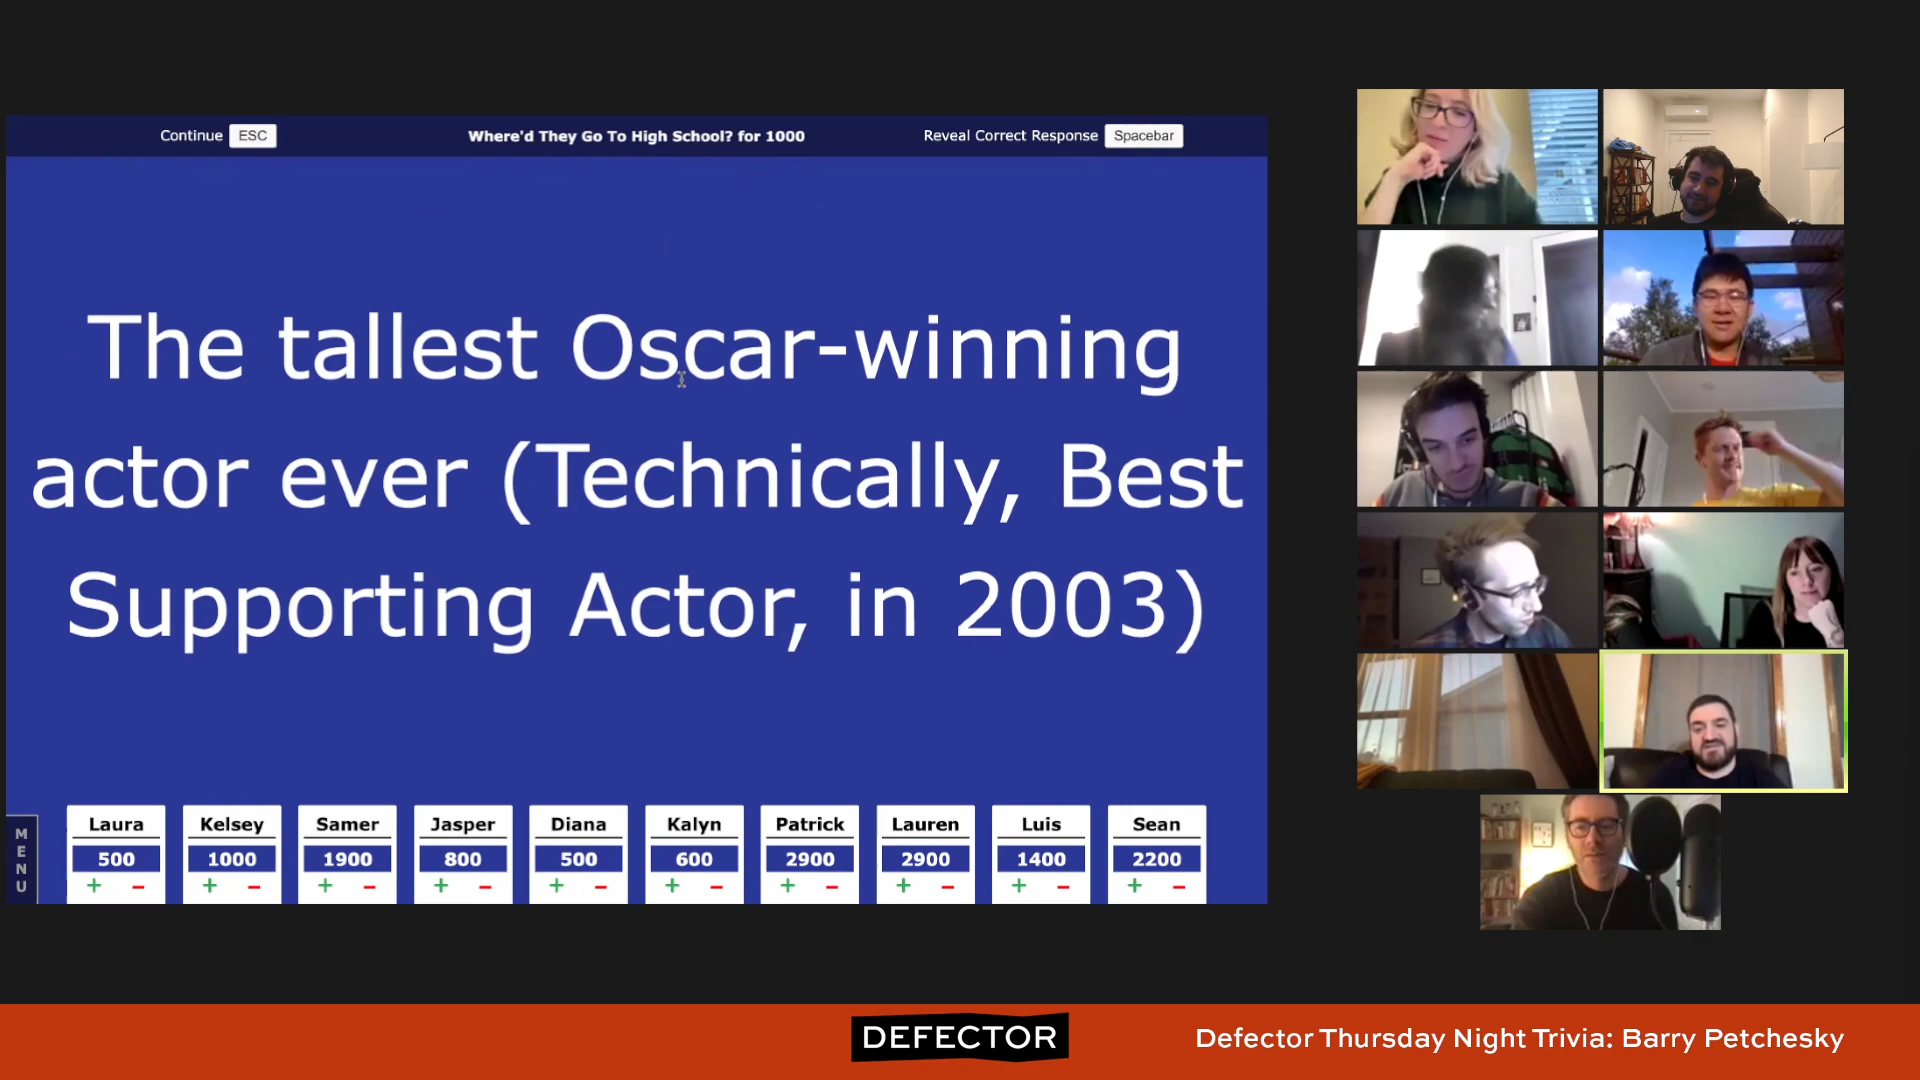 Continue ESC
Where'd They Go To High School? for 1000
Reveal Correct Response Spacebar
The tallest Oscar-winning
actor ever (Technically, Best
Supporting Actor, in 2003)
MENU
Laura Kelsey Samer Jasper Diana Kalyn Patrick Lauren Luis Sean
500 1000 1900 800 500 600 2900 2900 1400 2200
+ − + − + − + − + − + − + − + − + − + −
DEFECTOR
Defector Thursday Night Trivia: Barry Petchesky